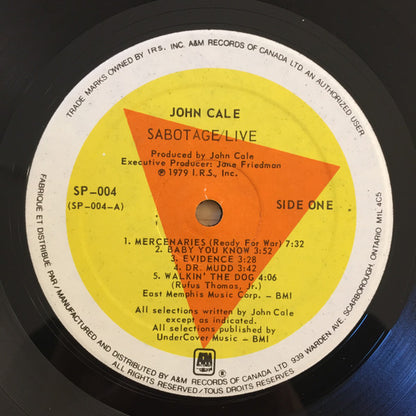 TRADE MARKS OWNED BY I.R.S. INC. A&M RECORDS OF CANADA LTD AN AUTHORIZED USER
JOHN CALE
SABOTAGE/LIVE
Produced by John Cale
Executive Producer: Jane Friedman
℗ 1979 I.R.S., Inc.
SP-004
(SP-004-A)
SIDE ONE
1. MERCENARIES (Ready For War) 7:32
2. BABY YOU KNOW 3:52
3. EVIDENCE 3:28
4. DR. MUDD 3:42
5. WALKIN' THE DOG 4:06
(Rufus Thomas, Jr.)
East Memphis Music Corp. - BMI
All selections written by John Cale
except as indicated.
All selections published by
UnderCover Music - BMI
A&M
RECORDS
®
FABRIQUE ET DISTRIBUÉ PAR/MANUFACTURED AND DISTRIBUTED BY A&M RECORDS OF CANADA LTD 939 WARDEN AVE, SCARBOROUGH, ONTARIO M1L 4C5
ALL RIGHTS RESERVED/TOUS DROITS RÉSERVÉS